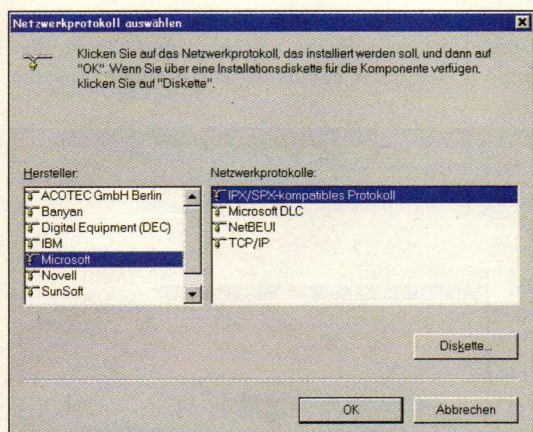 Netzwerkprotokoll auswählen
Klicken Sie auf das Netzwerkprotokoll, das installiert werden soll, und dann auf
"OK". Wenn Sie über eine Installationsdiskette für die Komponente verfügen,
klicken Sie auf "Diskette".
Hersteller:
ACOTEC GmbH Berlin
Banyan
Digital Equipment (DEC)
IBM
Microsoft
Novell
SunSoft
Netzwerkprotokolle:
IPX/SPX-kompatibles Protokoll
Microsoft DLC
NetBEUI
TCP/IP
Diskette...
OK
Abbrechen